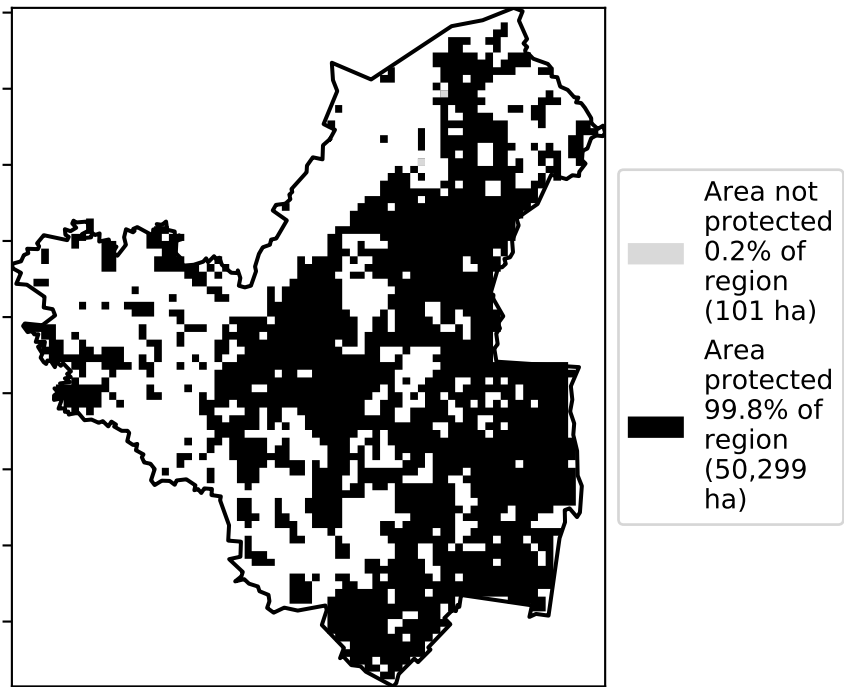 Area not
protected
0.2% of
region
(101 ha)
Area
protected
99.8% of
region
(50,299
ha)